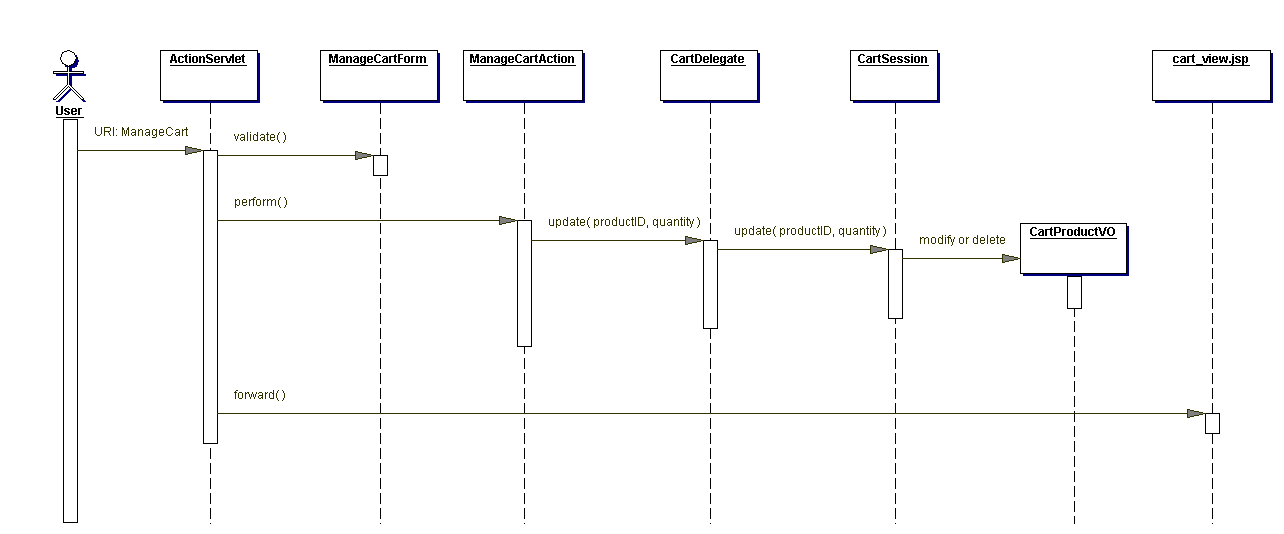 ActionServlet
ManageCartForm
ManageCartAction
CartDelegate
CartSession
cart_view.jsp
User
URI: ManageCart
validate()
perform()
update( productID, quantity )
update( productID, quantity )
CartProductVO
modify or delete
forward()